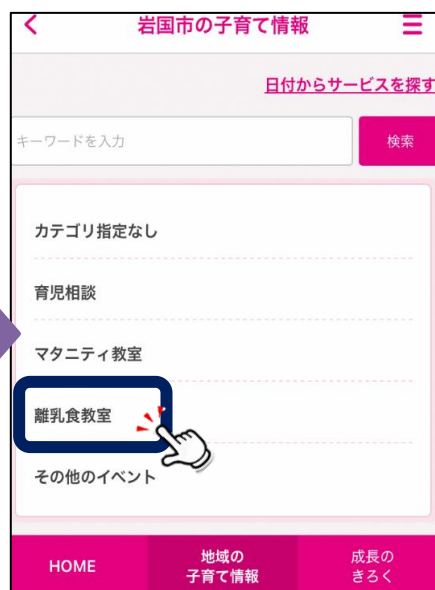 岩国市の子育て情報
日付からサービスを探す
キーワードを入力
検索
カテゴリ指定なし
育児相談
マタニティ教室
離乳食教室
その他のイベント
HOME
地域の
子育て情報
成長の
きろく